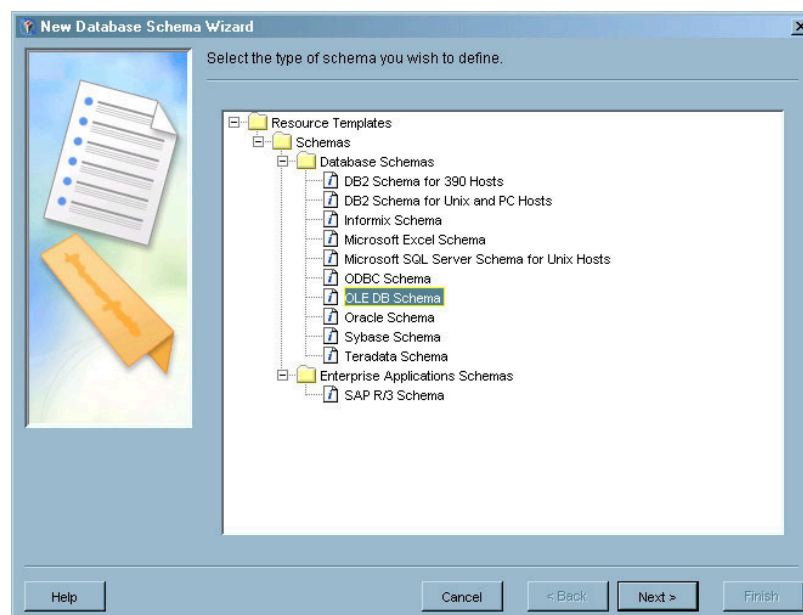 New Database Schema Wizard
Select the type of schema you wish to define.
Resource Templates
Schemas
Database Schemas
DB2 Schema for 390 Hosts
DB2 Schema for Unix and PC Hosts
Informix Schema
Microsoft Excel Schema
Microsoft SQL Server Schema for Unix Hosts
ODBC Schema
OLE DB Schema
Oracle Schema
Sybase Schema
Teradata Schema
Enterprise Applications Schemas
SAP R/3 Schema
Help Cancel < Back Next > Finish